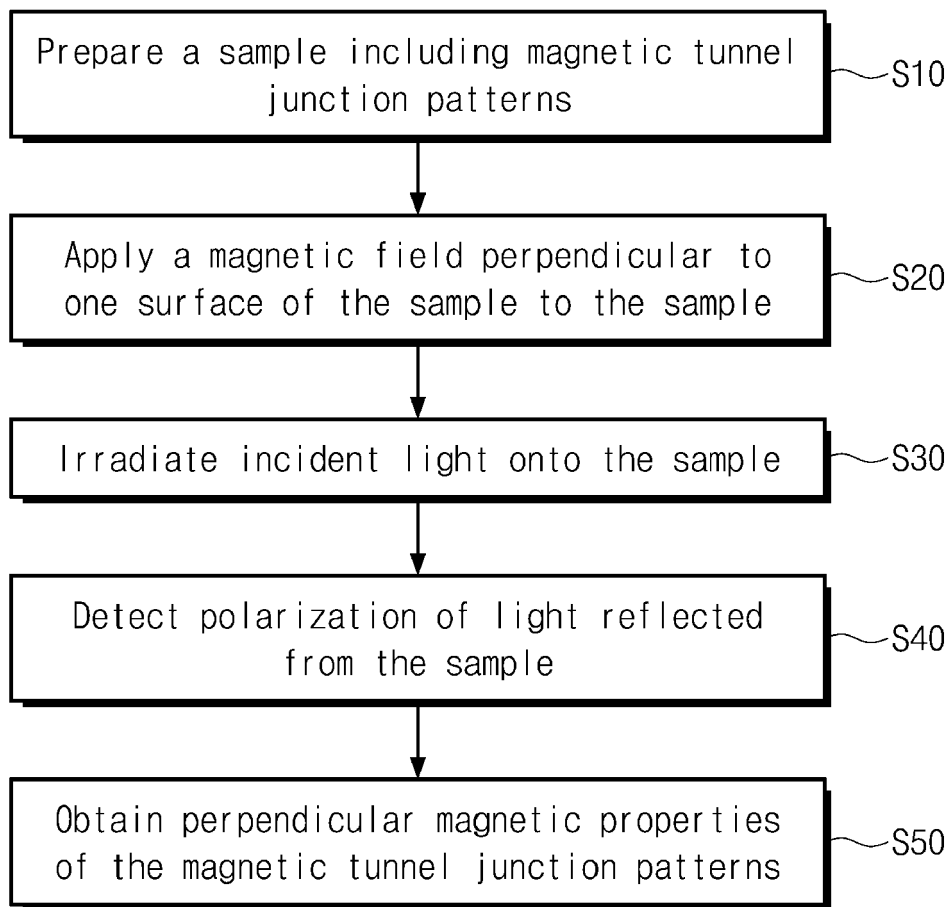 Prepare a sample including magnetic tunnel
junction patterns
S10
Apply a magnetic field perpendicular to
one surface of the sample to the sample
S20
Irradiate incident light onto the sample
S30
Detect polarization of light reflected
from the sample
S40
Obtain perpendicular magnetic properties
of the magnetic tunnel junction patterns
S50